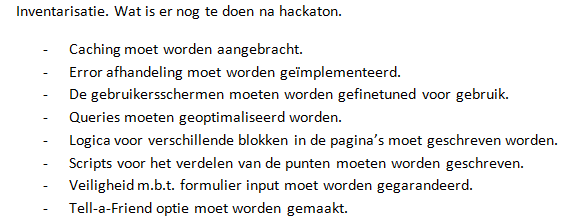 Inventarisatie. Wat is er nog te doen na hackaton.
- Caching moet worden aangebracht.
- Error afhandeling moet worden geïmplementeerd.
- De gebruikersschermen moeten worden gefinetuned voor gebruik.
- Queries moeten geoptimaliseerd worden.
- Logica voor verschillende blokken in de pagina's moet geschreven worden.
- Scripts voor het verdelen van de punten moeten worden geschreven.
- Veiligheid m.b.t. formulier input moet worden gegarandeerd.
- Tell-a-Friend optie moet worden gemaakt.